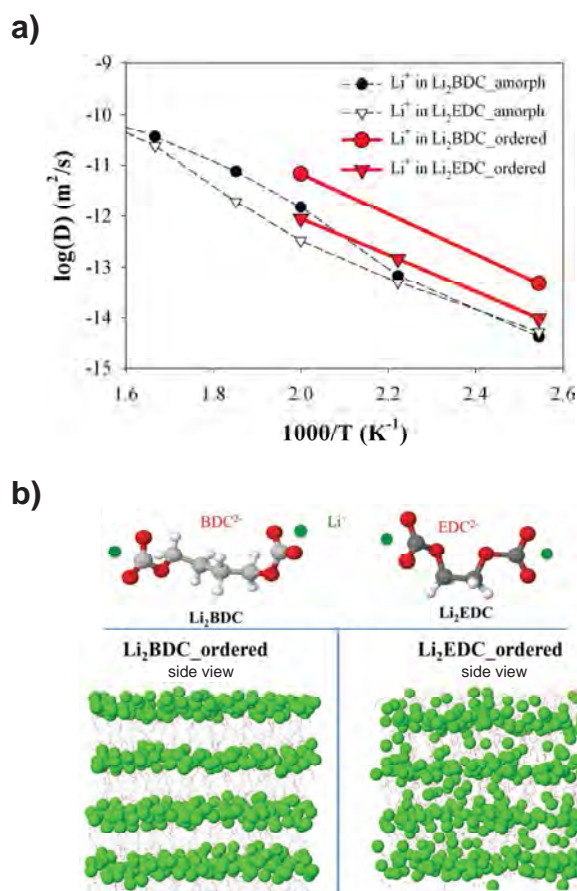 a)
-9
-10
-11
-12
-13
-14
-15
log(D) (m²/s)
Li⁺ in Li₂BDC_amorph
Li⁺ in Li₂EDC_amorph
Li⁺ in Li₂BDC_ordered
Li⁺ in Li₂EDC_ordered
1.6 1.8 2.0 2.2 2.4 2.6
1000/T (K⁻¹)
b)
BDC²⁻ Li⁺ EDC²⁻
Li₂BDC Li₂EDC
Li₂BDC_ordered Li₂EDC_ordered
side view side view